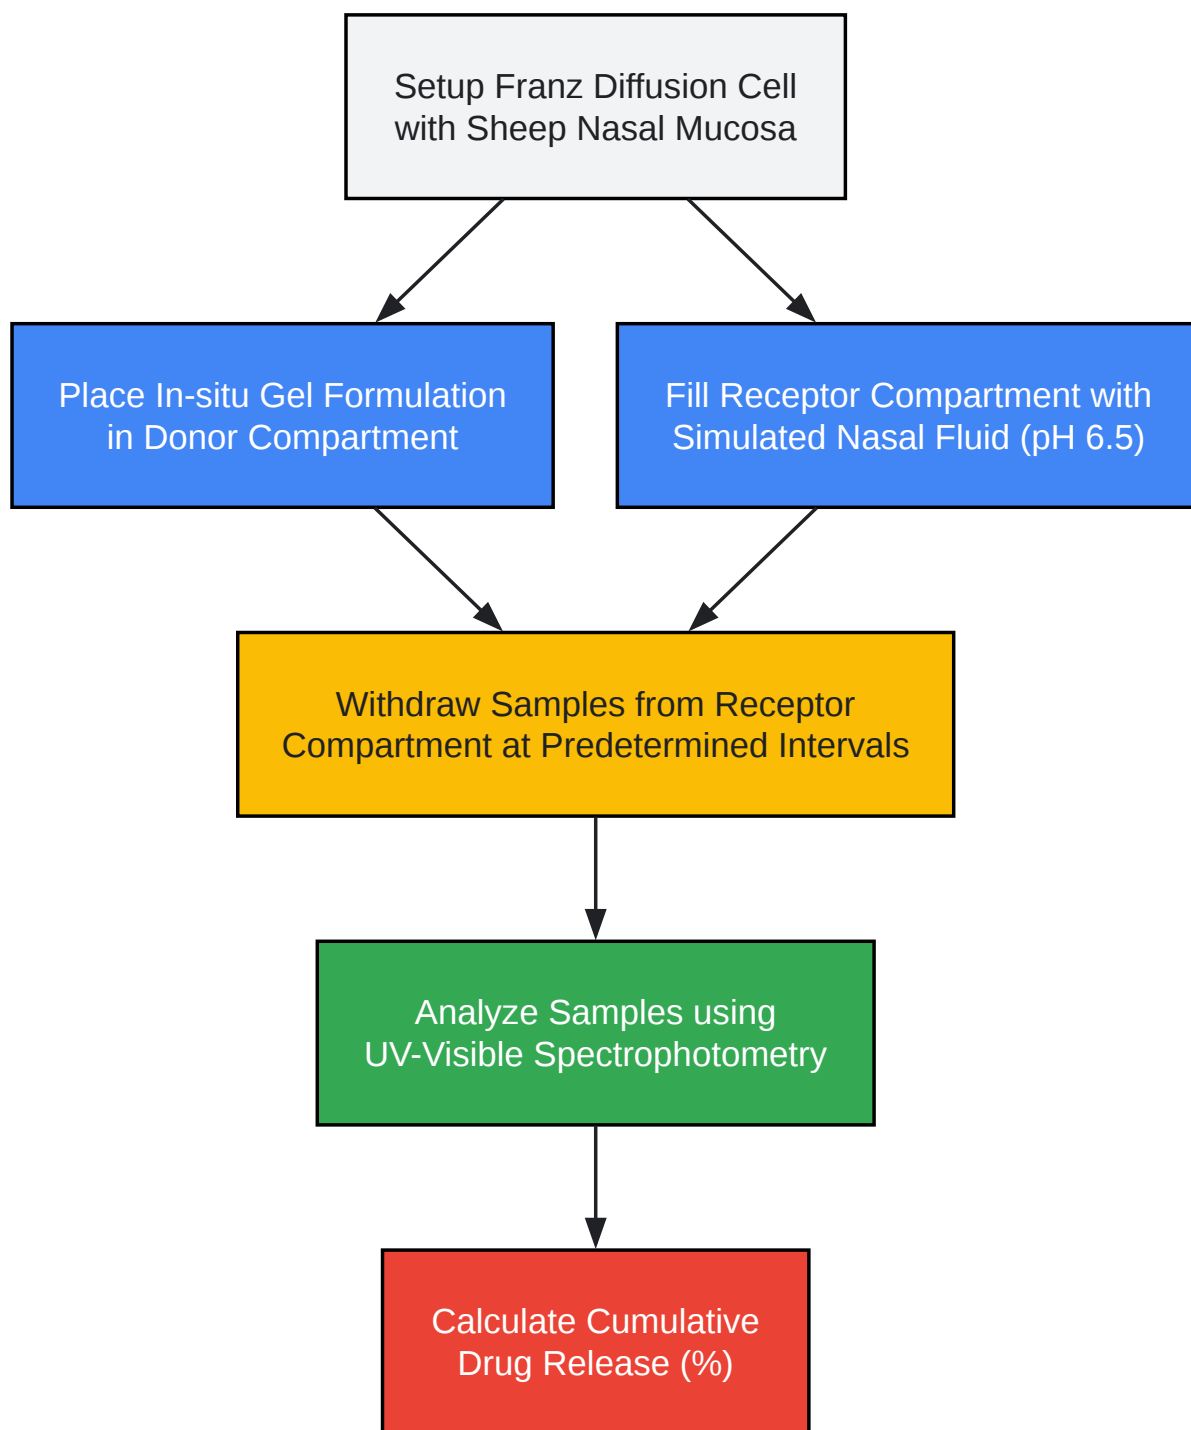 Setup Franz Diffusion Cell
with Sheep Nasal Mucosa
Place In-situ Gel Formulation
in Donor Compartment
Fill Receptor Compartment with
Simulated Nasal Fluid (pH 6.5)
Withdraw Samples from Receptor
Compartment at Predetermined Intervals
Analyze Samples using
UV-Visible Spectrophotometry
Calculate Cumulative
Drug Release (%)